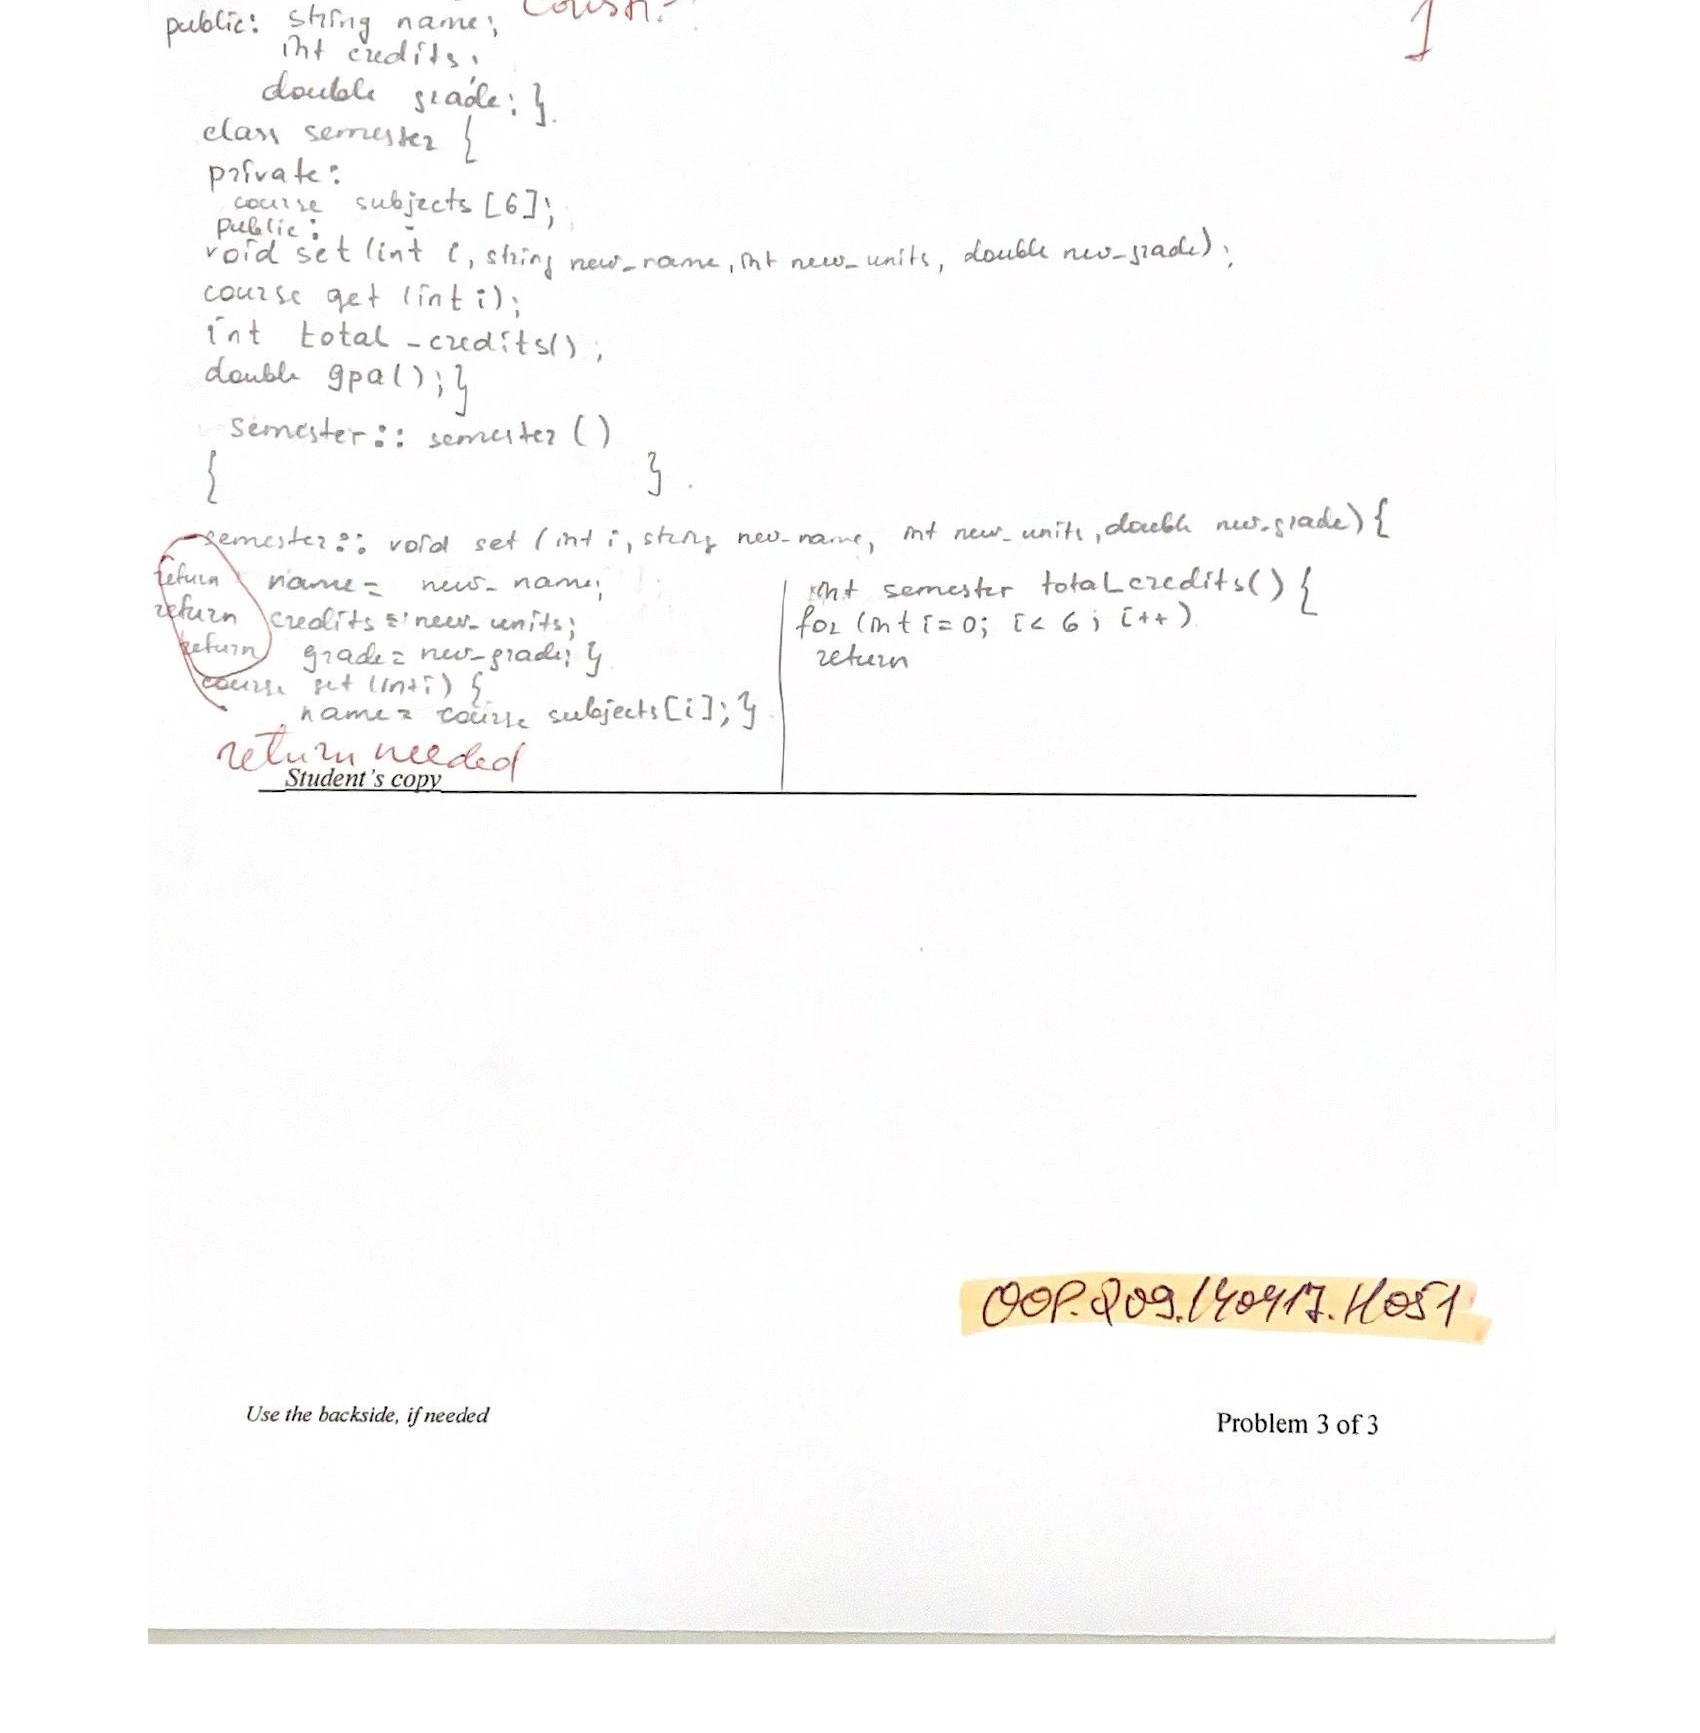 public: string name; Constr.
1
int credits;
double grade; }
class semester {
private:
course subjects [6];
public:
void set (int i, string new_name, int new_units, double new_grade);
course get (int i);
int total_credits();
double gpa(); }
semester:: semester ()
{ }
semester:: void set (int i, string new_name, int new_units, double new_grade) {
return name = new_name;
return credits = new_units;
return grade = new_grade; }
course set (int i) {
name = course subjects [i]; }
int semester total_credits() {
for (int i=0; i< 6; i++)
return
return needed
Student's copy
OOP.Q09.140417.H051
Use the backside, if needed
Problem 3 of 3